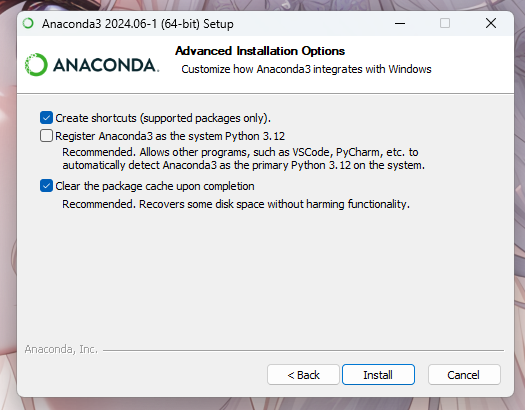 Anaconda3 2024.06-1 (64-bit) Setup
ANACONDA.
Advanced Installation Options
Customize how Anaconda3 integrates with Windows
Create shortcuts (supported packages only).
Register Anaconda3 as the system Python 3.12
Recommended. Allows other programs, such as VSCode, PyCharm, etc. to
automatically detect Anaconda3 as the primary Python 3.12 on the system.
Clear the package cache upon completion
Recommended. Recovers some disk space without harming functionality.
Anaconda, Inc.
< Back
Install
Cancel